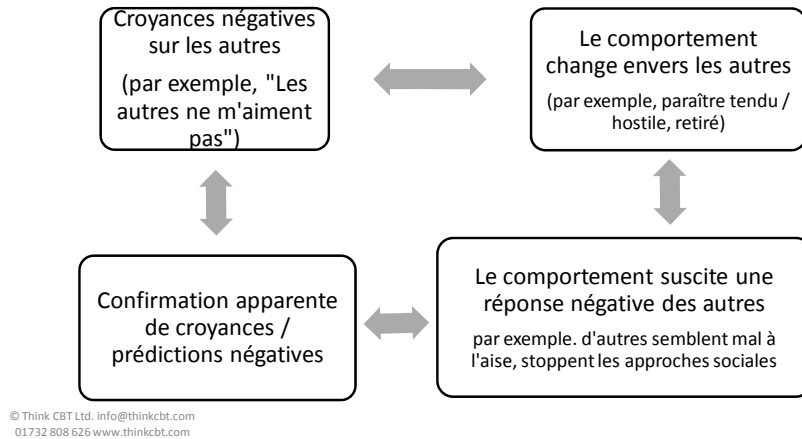 Croyances négatives
sur les autres
(par exemple, "Les
autres ne m'aiment
pas")
Le comportement
change envers les autres
(par exemple, paraître tendu /
hostile, retiré)
Confirmation apparente
de croyances /
prédictions négatives
Le comportement suscite une
réponse négative des autres
par exemple. d'autres semblent mal à
l'aise, stoppent les approches sociales
© Think CBT Ltd. info@thinkcbt.com
01732 808 626 www.thinkcbt.com